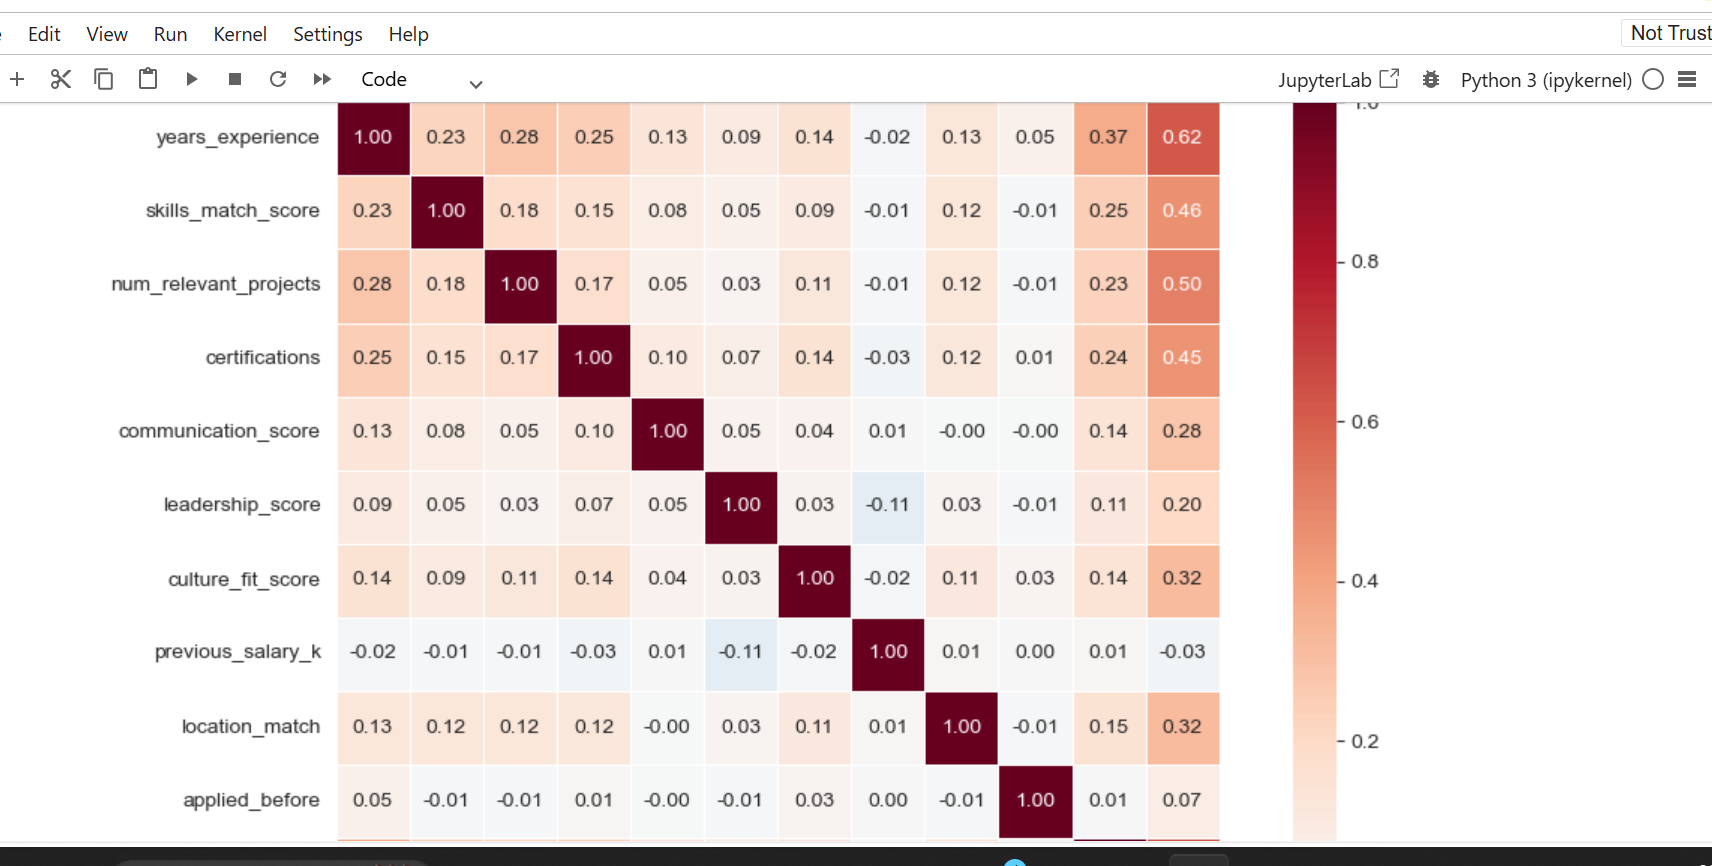 Edit View Run Kernel Settings Help Not Trust
Code JupyterLab Python 3 (ipykernel)
1.0
years_experience 1.00 0.23 0.28 0.25 0.13 0.09 0.14 -0.02 0.13 0.05 0.37 0.62
skills_match_score 0.23 1.00 0.18 0.15 0.08 0.05 0.09 -0.01 0.12 -0.01 0.25 0.46
0.8
num_relevant_projects 0.28 0.18 1.00 0.17 0.05 0.03 0.11 -0.01 0.12 -0.01 0.23 0.50
certifications 0.25 0.15 0.17 1.00 0.10 0.07 0.14 -0.03 0.12 0.01 0.24 0.45
0.6
communication_score 0.13 0.08 0.05 0.10 1.00 0.05 0.04 0.01 -0.00 -0.00 0.14 0.28
leadership_score 0.09 0.05 0.03 0.07 0.05 1.00 0.03 -0.11 0.03 -0.01 0.11 0.20
culture_fit_score 0.14 0.09 0.11 0.14 0.04 0.03 1.00 -0.02 0.11 0.03 0.14 0.32
0.4
previous_salary_k -0.02 -0.01 -0.01 -0.03 0.01 -0.11 -0.02 1.00 0.01 0.00 0.01 -0.03
location_match 0.13 0.12 0.12 0.12 -0.00 0.03 0.11 0.01 1.00 -0.01 0.15 0.32
0.2
applied_before 0.05 -0.01 -0.01 0.01 -0.00 -0.01 0.03 0.00 -0.01 1.00 0.01 0.07